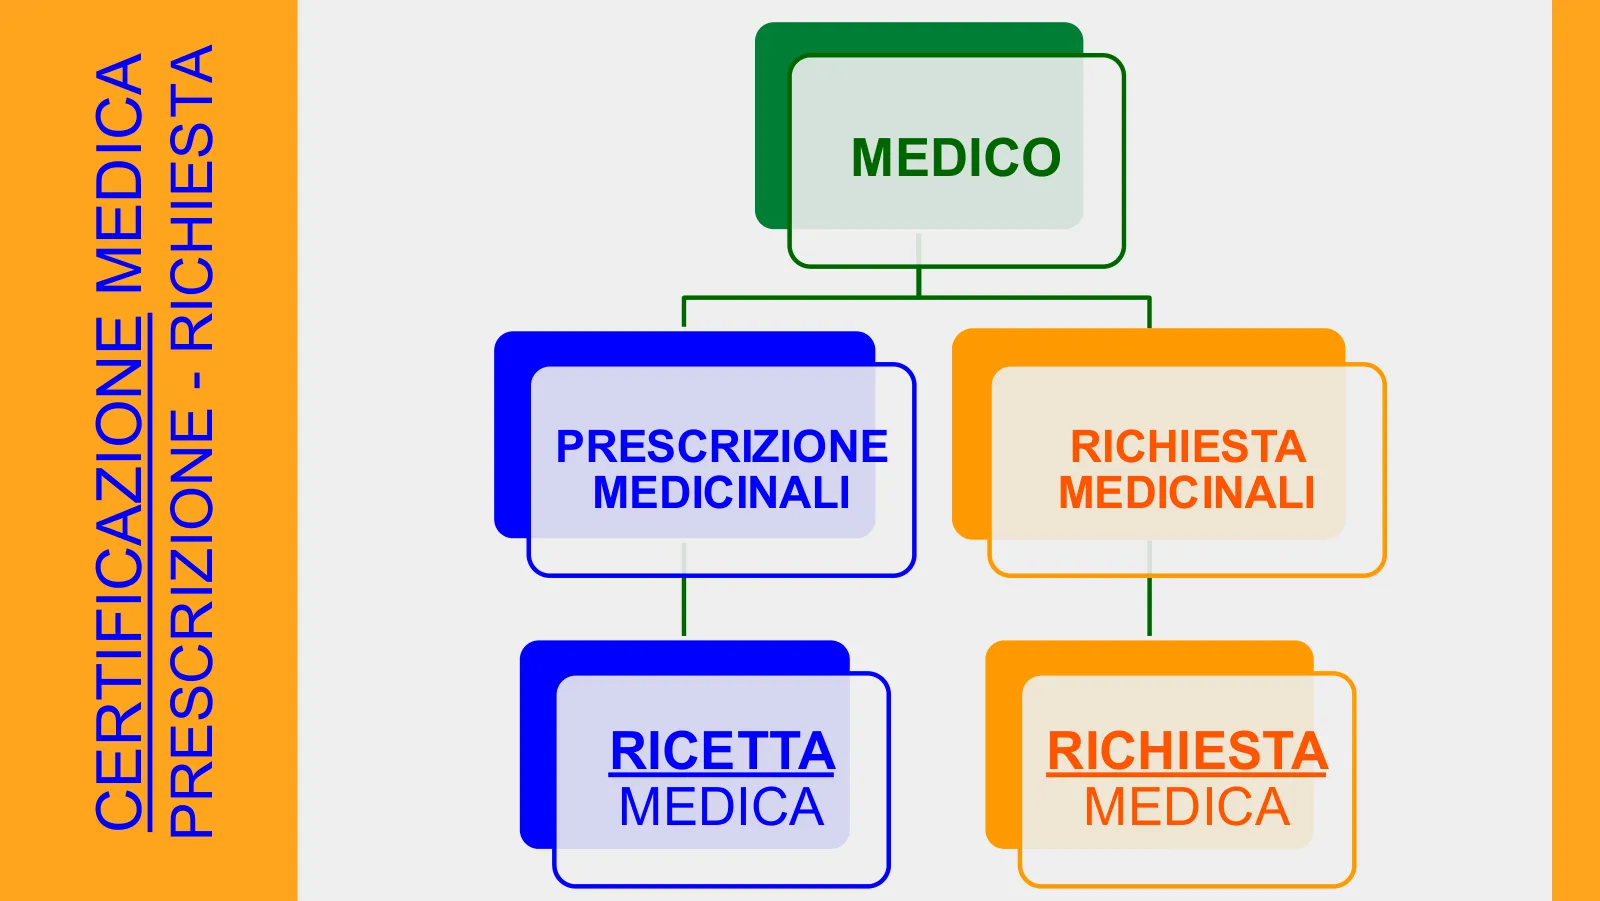 CERTIFICAZIONE MEDICA
PRESCRIZIONE - RICHIESTA
MEDICO
PRESCRIZIONE
MEDICINALI
RICHIESTA
MEDICINALI
RICETTA
MEDICA
RICHIESTA
MEDICA